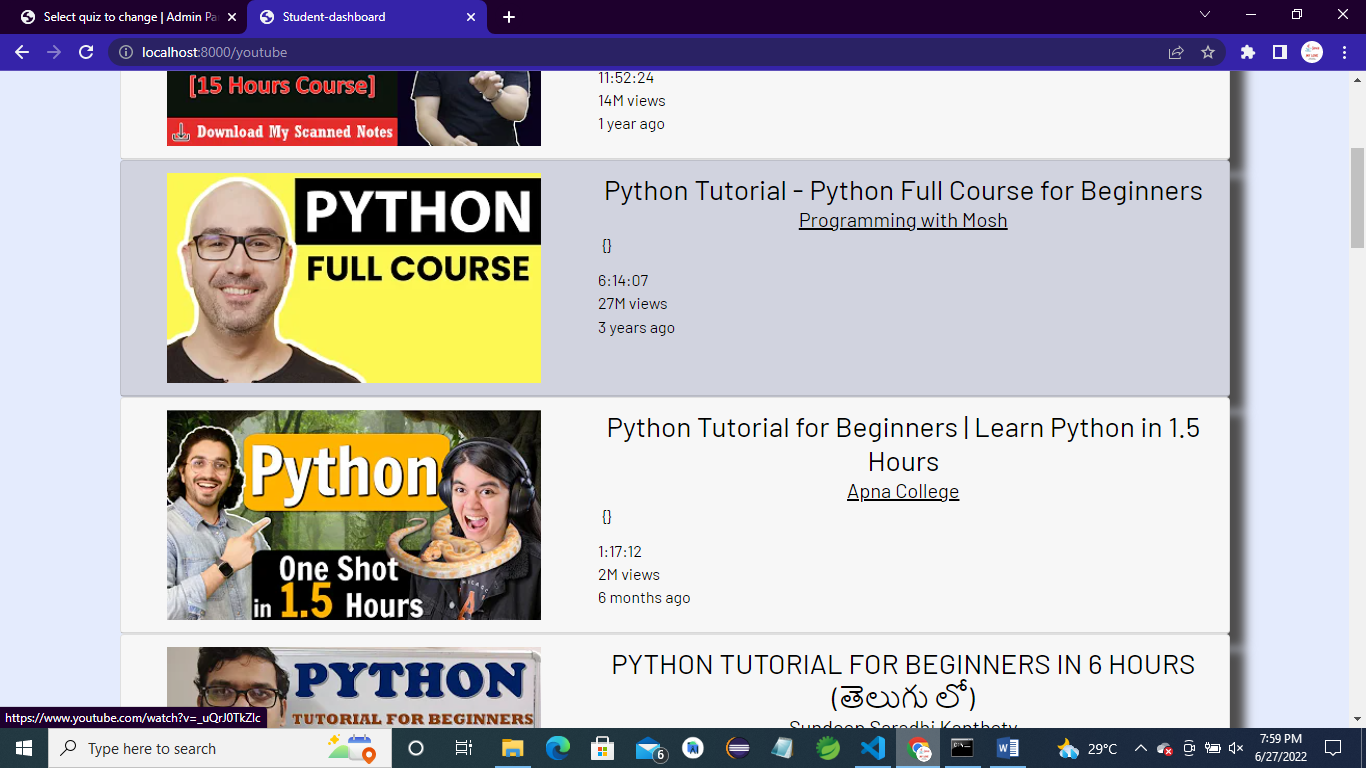 Select quiz to change | Admin Pa
Student-dashboard
localhost:8000/youtube
[15 Hours Course]
Download My Scanned Notes
11:52:24
14M views
1 year ago
PYTHON
FULL COURSE
Python Tutorial - Python Full Course for Beginners
Programming with Mosh
{}
6:14:07
27M views
3 years ago
Python
One Shot
in 1.5 Hours
Python Tutorial for Beginners | Learn Python in 1.5
Hours
Apna College
{}
1:17:12
2M views
6 months ago
PYTHON
TUTORIAL FOR BEGINNERS
PYTHON TUTORIAL FOR BEGINNERS IN 6 HOURS
(తెలుగు లో)
https://www.youtube.com/watch?v=_uQrJ0TkZlc
Type here to search
6
29°C
7:59 PM
6/27/2022